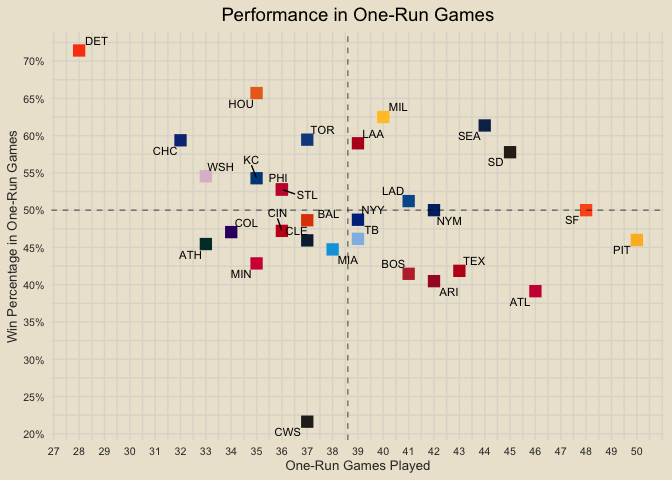 Performance in One-Run Games
Win Percentage in One-Run Games
70%
65%
60%
55%
50%
45%
40%
35%
30%
25%
20%
DET
HOU
MIL
SEA
TOR
LAA
CHC
SD
KC
WSH
PHI
STL
LAD
CIN
BAL
NYY
NYM
SF
COL
CLE
TB
PIT
ATH
MIA
MIN
BOS
TEX
ARI
ATL
CWS
27 28 29 30 31 32 33 34 35 36 37 38 39 40 41 42 43 44 45 46 47 48 49 50
One-Run Games Played